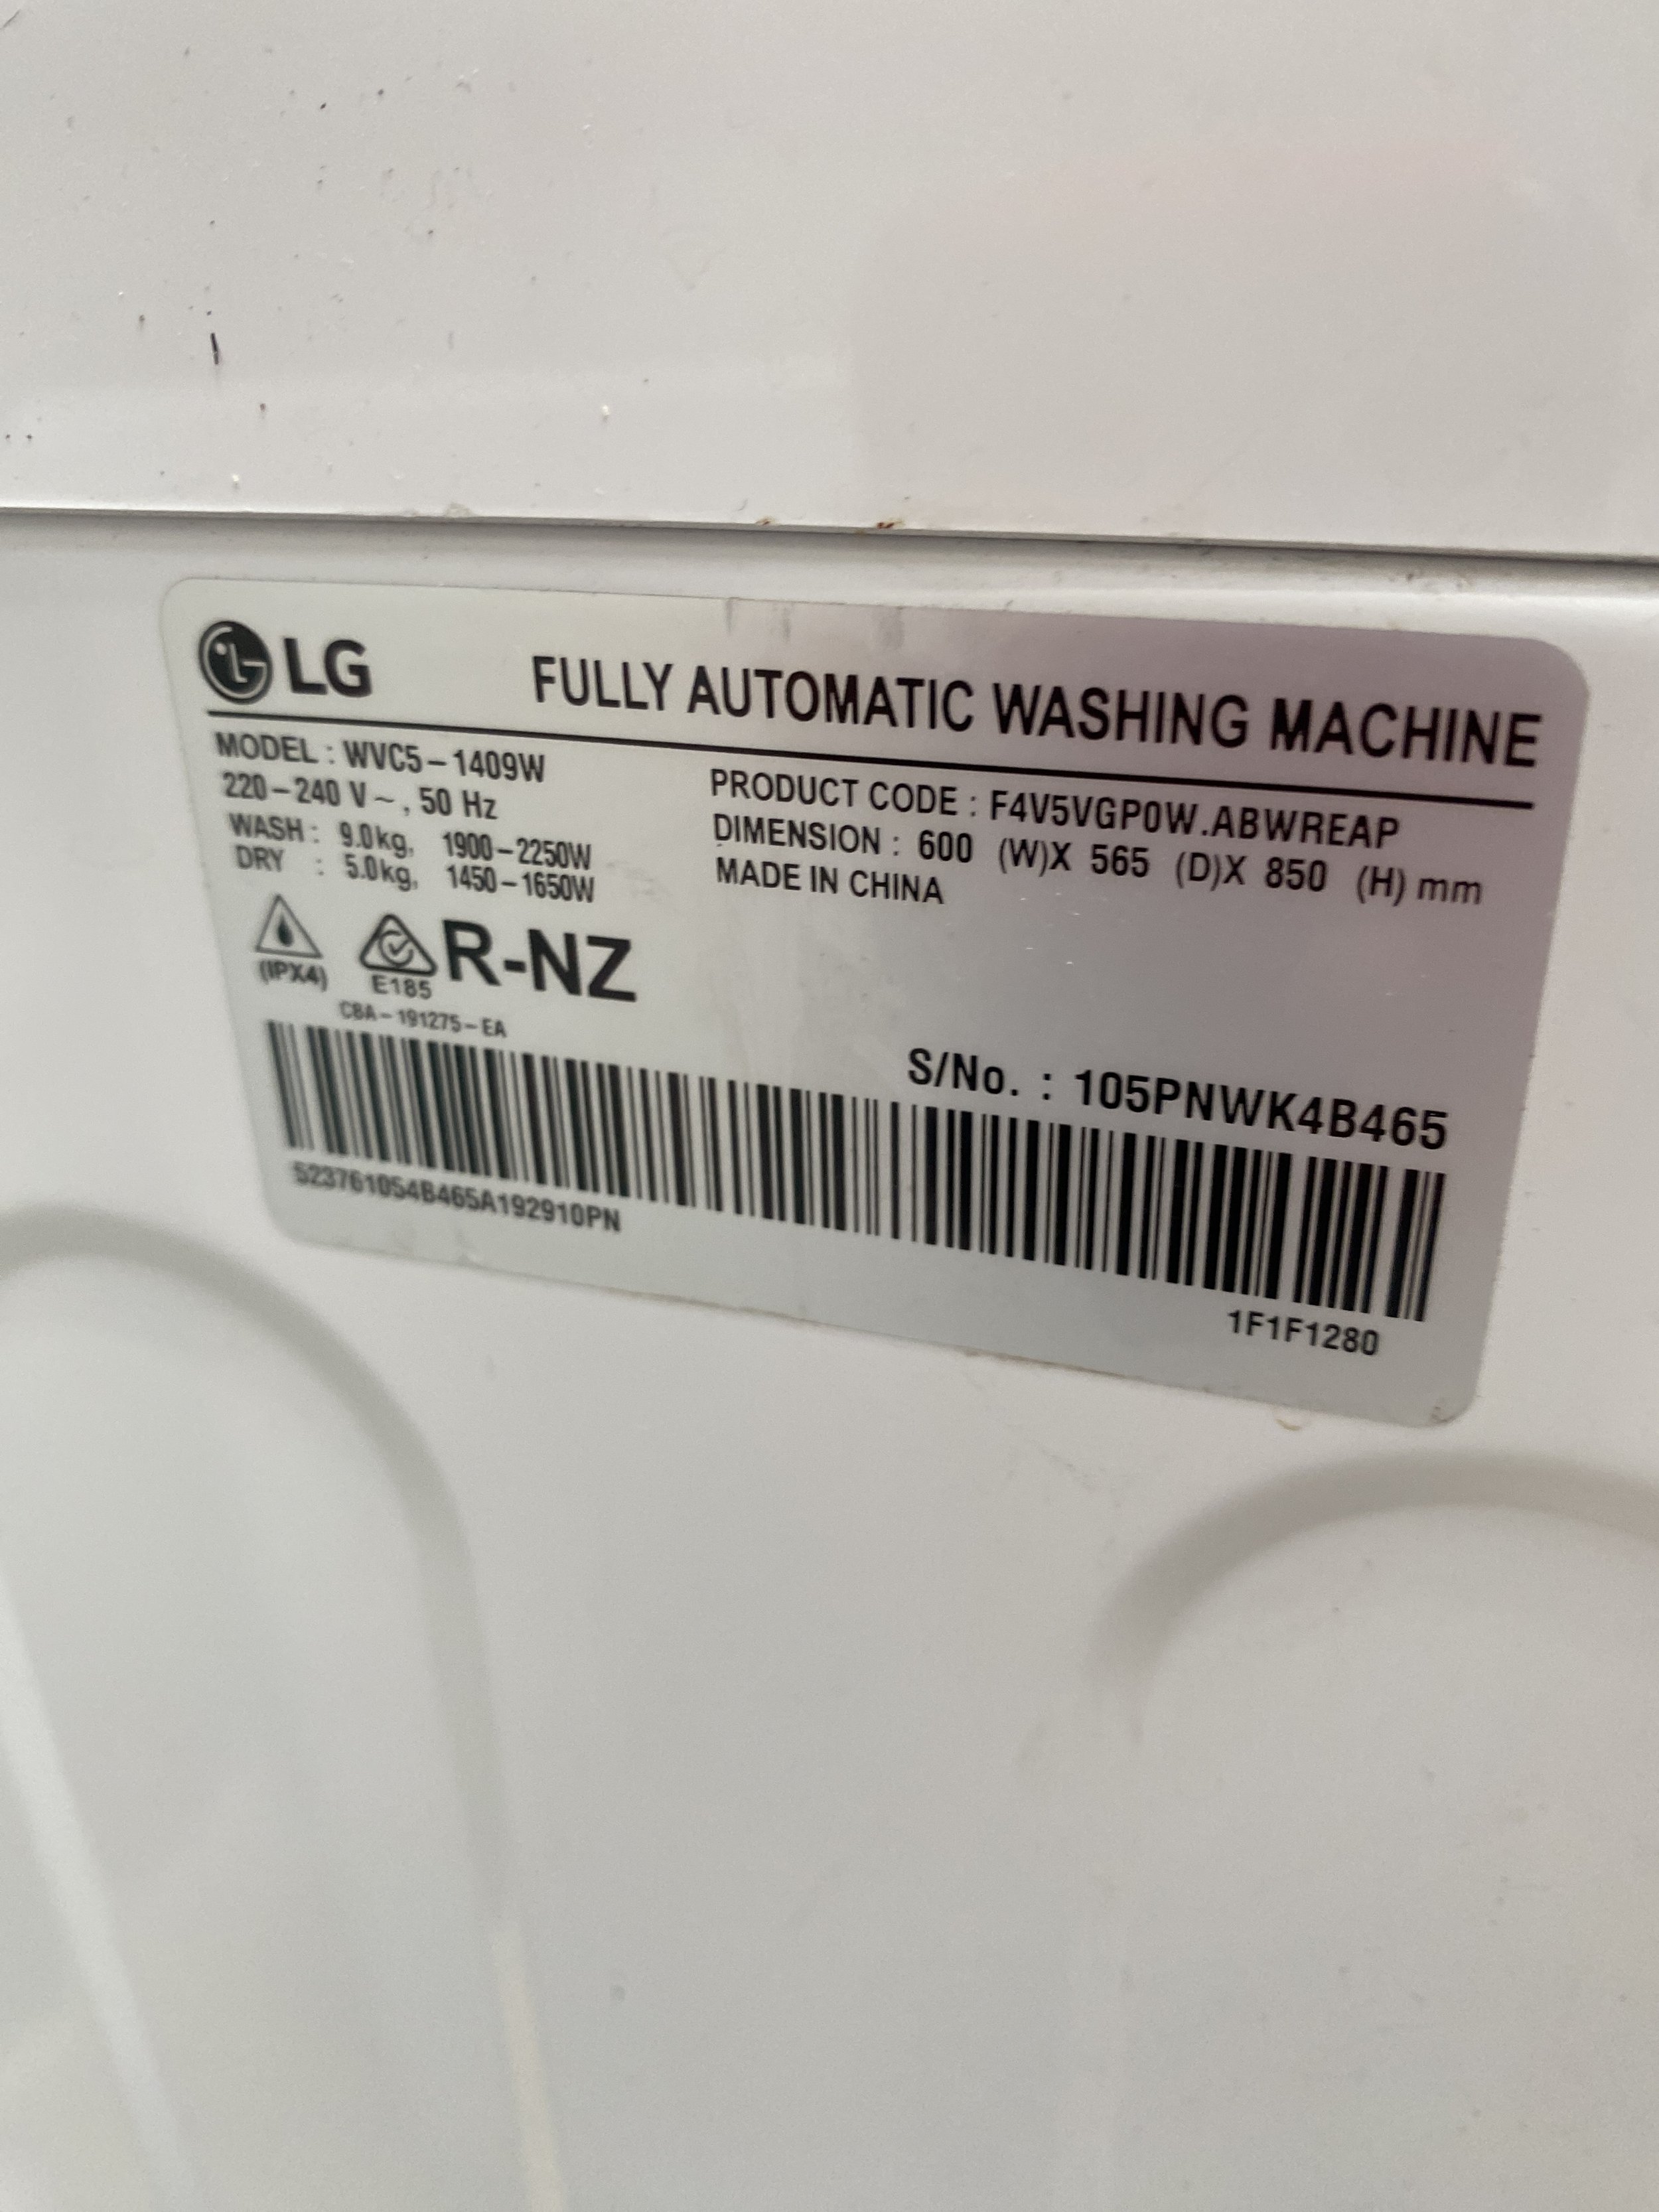 LG FULLY AUTOMATIC WASHING MACHINE
MODEL : WVC5-1409W
220-240 V~, 50 Hz
WASH : 9.0kg, 1900-2250W
DRY : 5.0kg, 1450-1650W
PRODUCT CODE : F4V5VGP0W.ABWREAP
DIMENSION : 600 (W)X 565 (D)X 850 (H) mm
MADE IN CHINA
(IPX4)
E185
R-NZ
CBA-191275-EA
S/No. : 105PNWK4B465
523761054B465A192910PN
1F1F1280